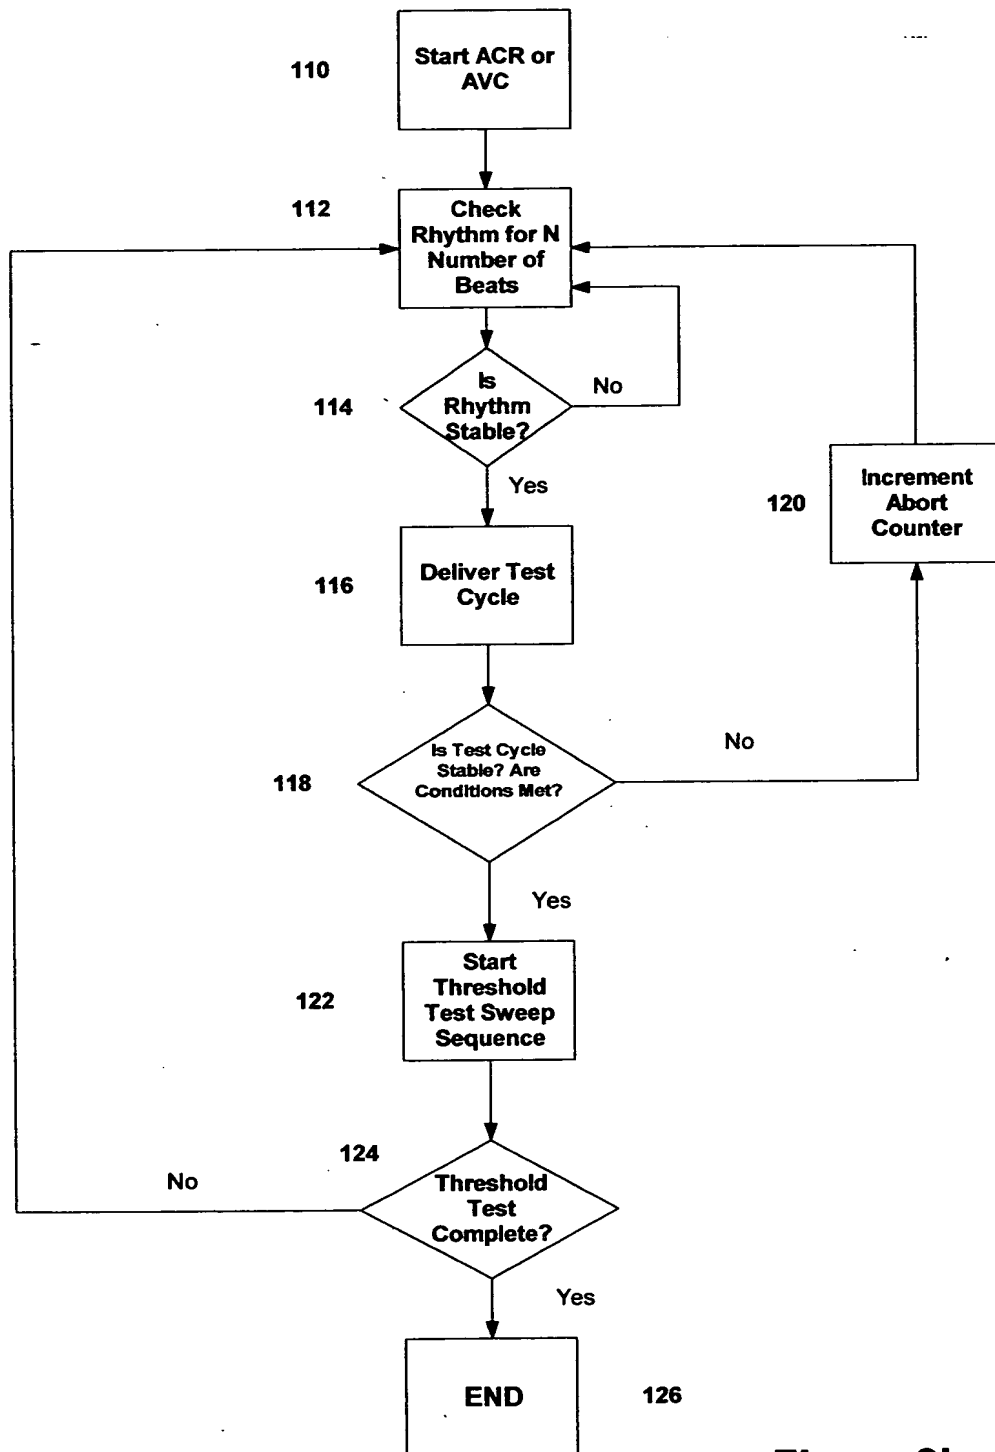 110
Start ACR or
AVC
112
Check
Rhythm for N
Number of
Beats
114
Is
Rhythm
Stable?
No
Yes
120
Increment
Abort
Counter
116
Deliver Test
Cycle
118
Is Test Cycle
Stable? Are
Conditions Met?
No
Yes
122
Start
Threshold
Test Sweep
Sequence
124
Threshold
Test
Complete?
No
Yes
END
126